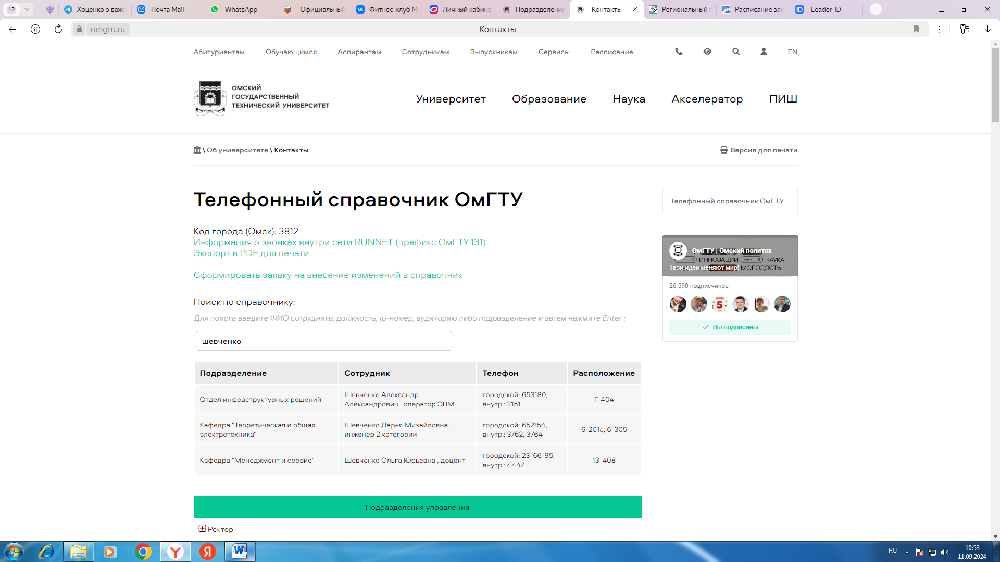 12
Хоценко о важн
Почта Mail
WhatsApp
- Официальный
Фитнес-клуб М
Личный кабине
Подразделения
Контакты
Региональный г
Расписание зан
Leader-ID
omgtu.ru
Контакты
Абитуриентам
Обучающимся
Аспирантам
Сотрудникам
Выпускникам
Сервисы
Расписание
EN
ОМСКИЙ
ГОСУДАРСТВЕННЫЙ
ТЕХНИЧЕСКИЙ УНИВЕРСИТЕТ
1942
Университет
Образование
Наука
Акселератор
ПИШ
\ Об университете \ Контакты
Версия для печати
Телефонный справочник ОмГТУ
Код города (Омск): 3812
Информация о звонках внутри сети RUNNET (префикс ОмГТУ 131)
Экспорт в PDF для печати
Сформировать заявку на внесение изменений в справочник
Поиск по справочнику:
Для поиска введите ФИО сотрудника, должность, ip-номер, аудиторию либо подразделение и затем нажмите Enter :
шевченко
Подразделение
Сотрудник
Телефон
Расположение
Отдел инфраструктурных решений
Шевченко Александр
Александрович , оператор ЭВМ
городской: 653180,
внутр.: 2151
Г-404
Кафедра "Теоретическая и общая
электротехника"
Шевченко Дарья Михайловна ,
инженер 2 категории
городской: 652154,
внутр.: 3762, 3764
6-201а, 6-305
Кафедра "Менеджмент и сервис"
Шевченко Ольга Юрьевна , доцент
городской: 23-66-95,
внутр.: 4447
13-408
Подразделения управления
Ректор
Телефонный справочник ОмГТУ
ОмГТУ | Омский политех
ИННОВАЦИИ
НАУКА
Твои идеи меняют мир!
МОЛОДОСТЬ
26 590 подписчиков
5
Вы подписаны
RU
10:53
11.09.2024